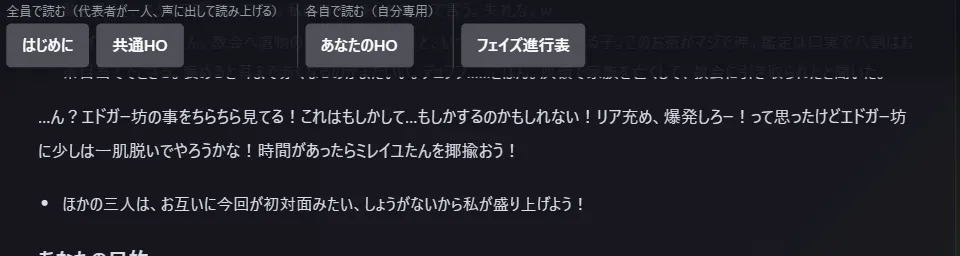 全員で読む（代表者が一人、声に出して読み上げる）
各自で読む（自分専用）
はじめに
共通HO
あなたのHO
フェイズ進行表
…ん？エドガー坊の事をちらちら見てる！これはもしかして…もしかするのかもしれない！リア充め、爆発しろー！って思ったけどエドガー坊
に少しは一肌脱いでやろうかな！時間があったらミレイユたんを揶揄おう！
• ほかの三人は、お互いに今回が初対面みたい、しょうがないから私が盛り上げよう！